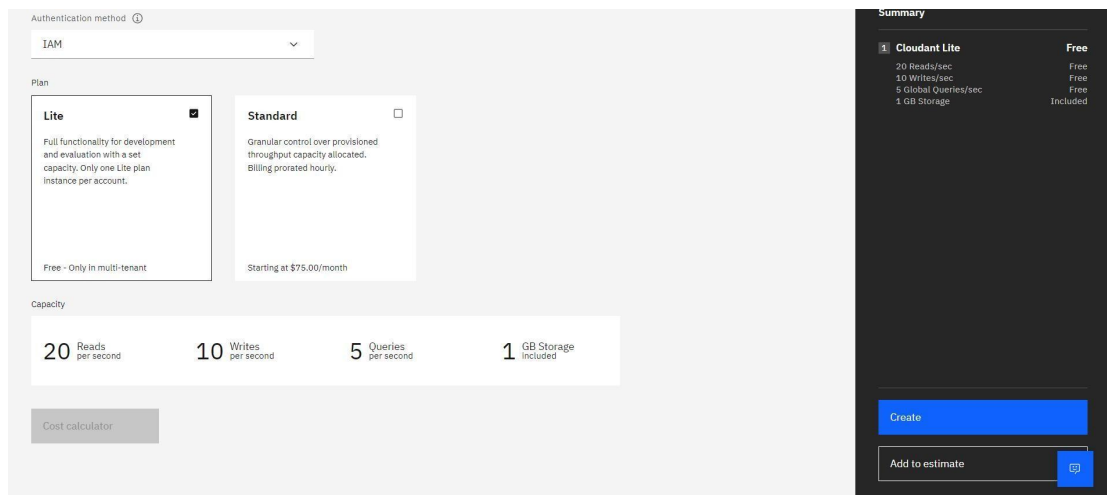 Authentication method
IAM
Plan
Lite
Full functionality for development
and evaluation with a set
capacity. Only one Lite plan
instance per account.
Free - Only in multi-tenant
Standard
Granular control over provisioned
throughput capacity allocated.
Billing prorated hourly.
Starting at $75.00/month
Capacity
20 Reads
per second
10 Writes
per second
5 Queries
per second
1 GB Storage
included
Cost calculator
Summary
1 Cloudant Lite Free
20 Reads/sec Free
10 Writes/sec Free
5 Global Queries/sec Free
1 GB Storage Included
Create
Add to estimate